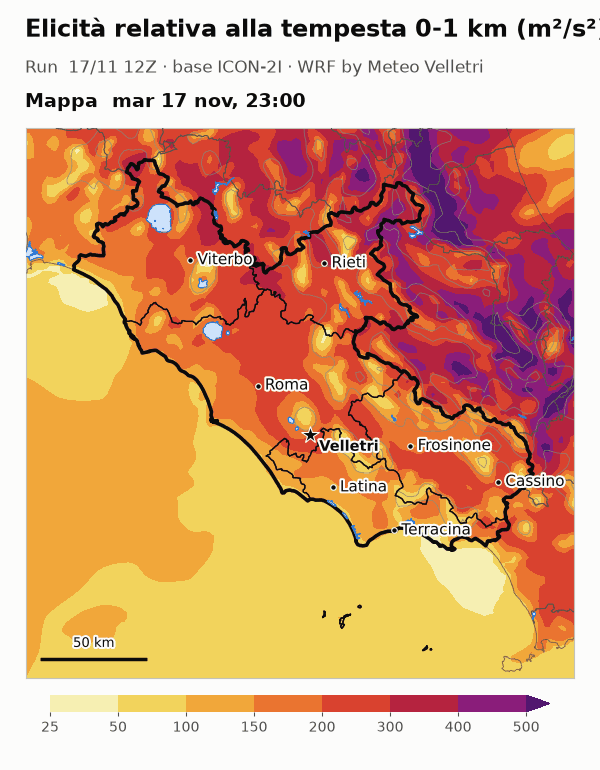 Elicità relativa alla tempesta 0-1 km (m²/s²)
Run  17/11 12Z · base ICON-2I · WRF by Meteo Velletri
Mappa  mar 17 nov, 23:00
Viterbo
Rieti
Roma
Velletri
Frosinone
Cassino
Latina
Terracina
50 km
25 50 100 150 200 300 400 500